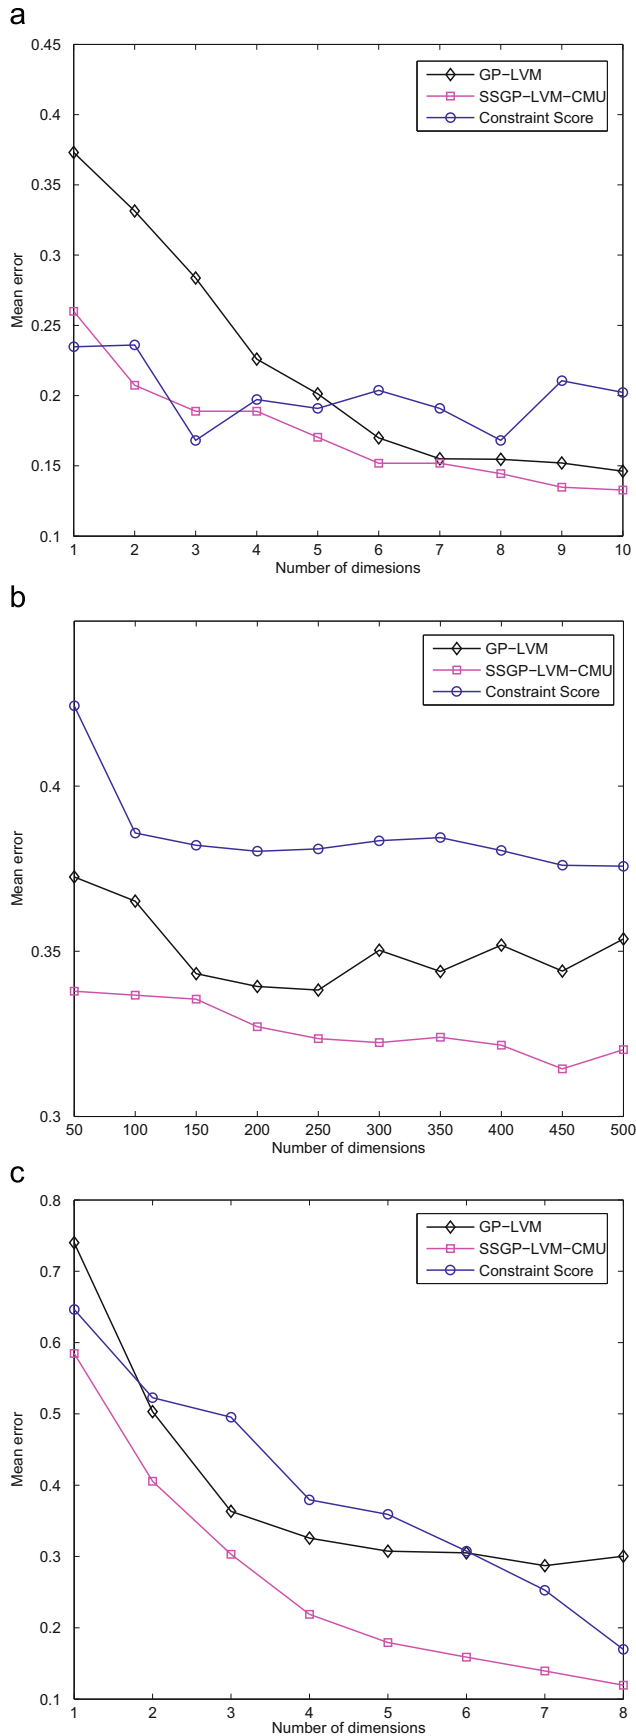 a
0.45
0.4
0.35
0.3
0.25
0.2
0.15
0.1
Mean error
GP−LVM
SSGP−LVM−CMU
Constraint Score
1 2 3 4 5 6 7 8 9 10
Number of dimesions
b
0.4
0.35
0.3
Mean error
GP−LVM
SSGP−LVM−CMU
Constraint Score
50 100 150 200 250 300 350 400 450 500
Number of dimensions
c
0.8
0.7
0.6
0.5
0.4
0.3
0.2
0.1
Mean error
GP−LVM
SSGP−LVM−CMU
Constraint Score
1 2 3 4 5 6 7 8
Number of dimensions